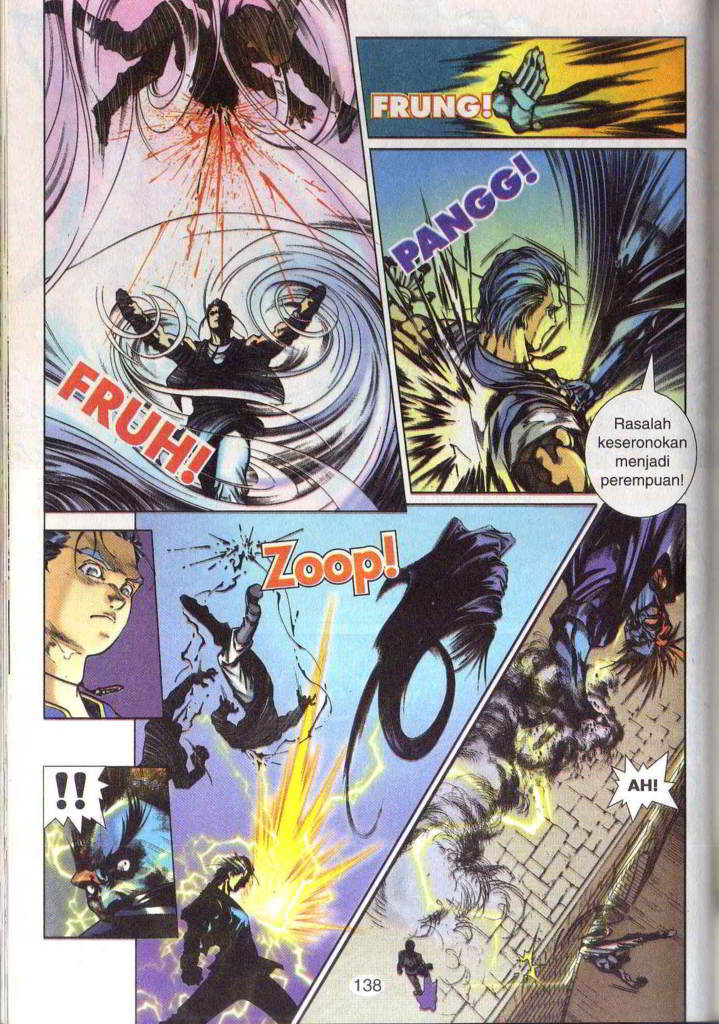 FRUNG!
PANGG!
FRUH!
Rasalah
keseronokan
menjadi
perempuan!
Zoop!
!!
AH!
138